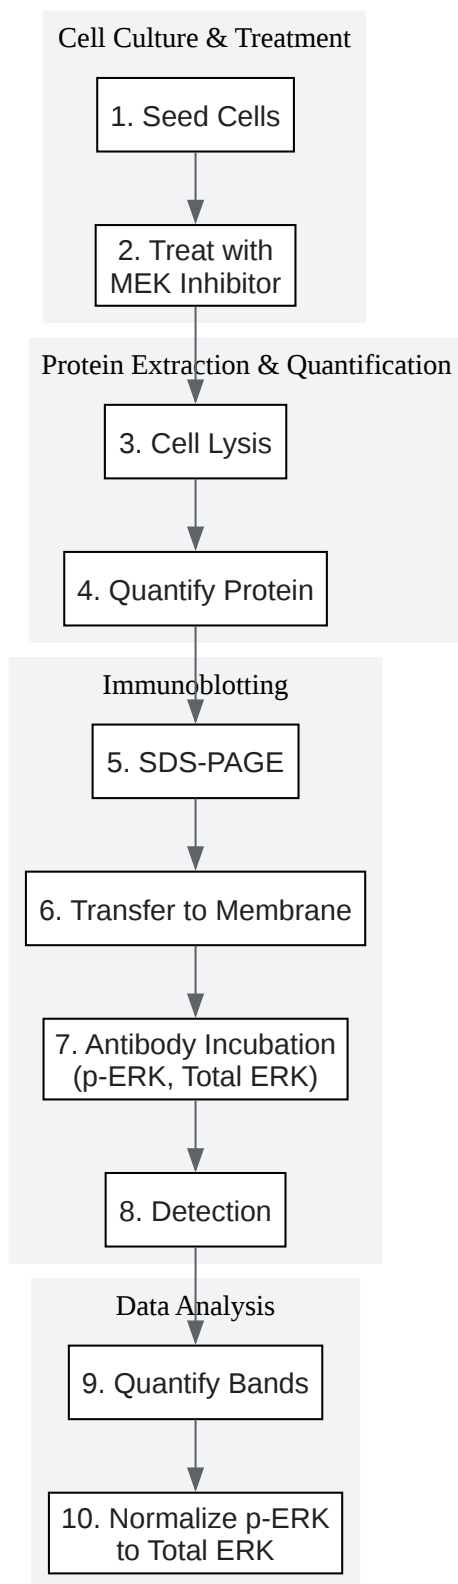 Cell Culture & Treatment
1. Seed Cells
2. Treat with
MEK Inhibitor
Protein Extraction & Quantification
3. Cell Lysis
4. Quantify Protein
Immunoblotting
5. SDS-PAGE
6. Transfer to Membrane
7. Antibody Incubation
(p-ERK, Total ERK)
8. Detection
Data Analysis
9. Quantify Bands
10. Normalize p-ERK
to Total ERK